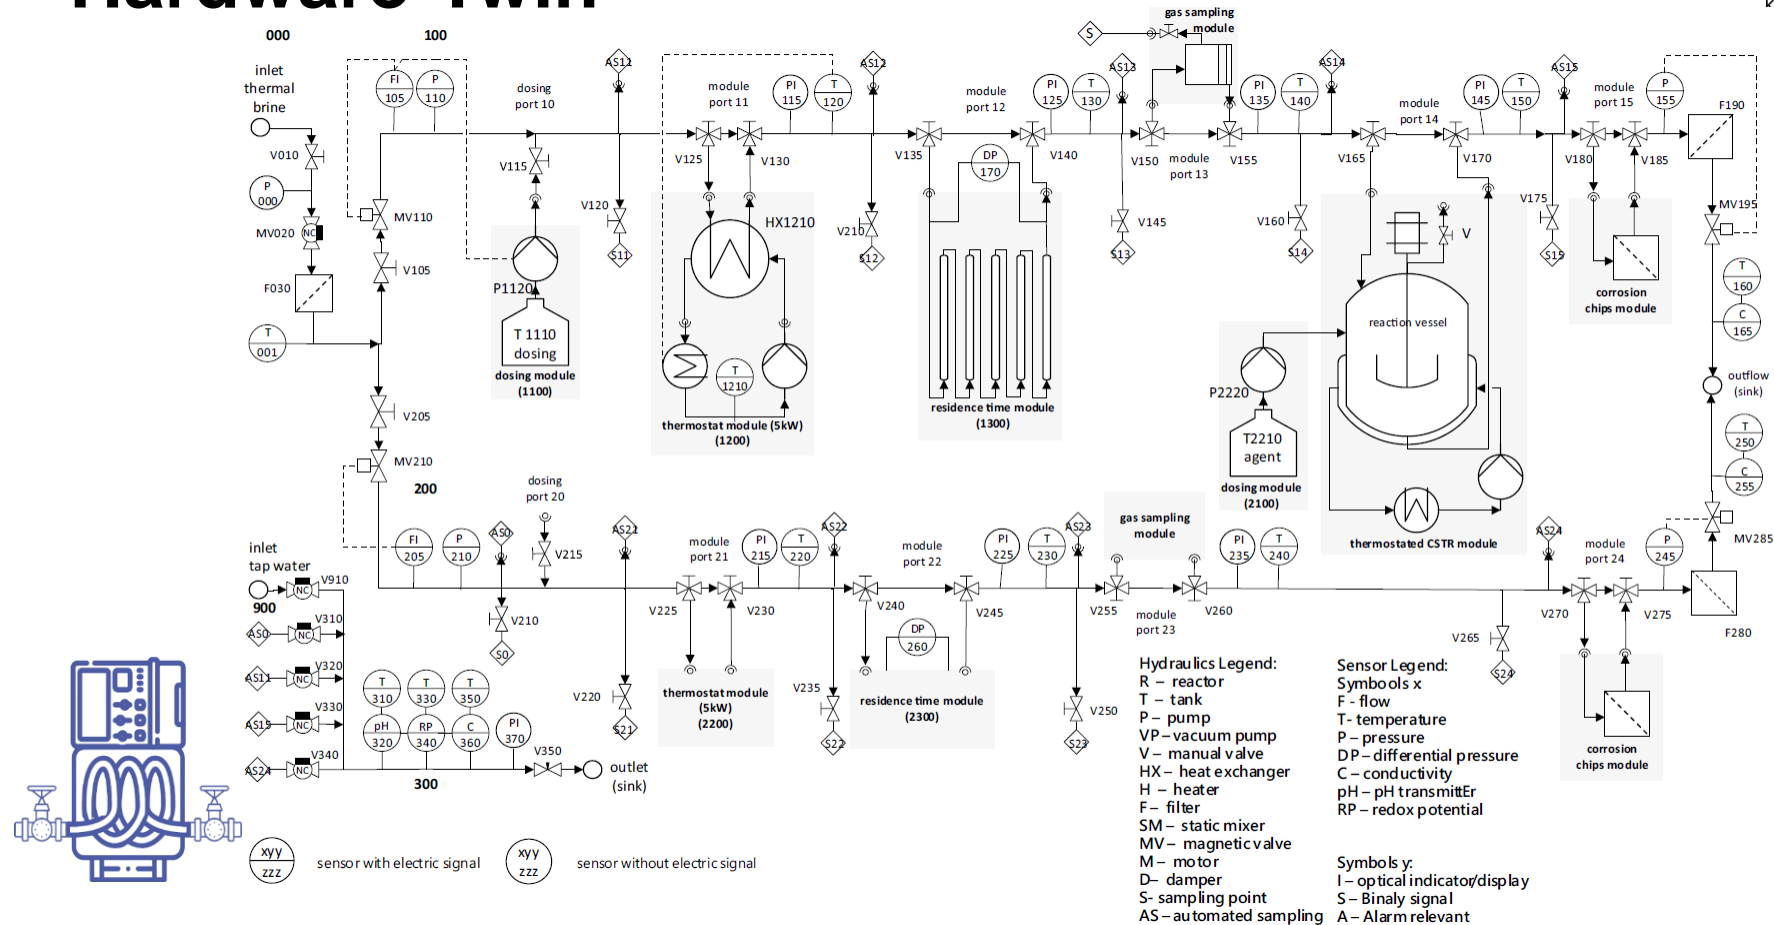 Hardware Twin
000
100
inlet
thermal
brine
V010
P
000
MV020
NC
F030
T
001
FI
105
P
110
MV110
V105
dosing
port 10
V115
P1120
T 1110
dosing
dosing module
(1100)
AS11
V120
S11
module
port 11
V125
V130
PI
115
T
120
HX1210
T
1210
thermostat module (5kW)
(1200)
AS12
V210
S12
module
port 12
V135
V140
DP
170
residence time module
(1300)
PI
125
T
130
AS13
V145
S13
gas sampling
module
S
V150
V155
module
port 13
PI
135
T
140
AS14
V160
S14
module
port 14
V165
V170
V
reaction vessel
P2220
T2210
agent
dosing module
(2100)
thermostated CSTR module
PI
145
T
150
AS15
V175
S15
module
port 15
V180
V185
corrosion
chips module
P
155
F190
MV195
T
160
C
165
outflow
(sink)
T
250
C
255
MV285
V205
MV210
200
FI
205
P
210
AS0
V210
S0
dosing
port 20
V215
AS21
V220
S21
module
port 21
V225
V230
thermostat module
(5kW)
(2200)
PI
215
T
220
AS22
V235
S22
module
port 22
V240
V245
DP
260
residence time module
(2300)
PI
225
T
230
AS23
V250
S23
gas sampling
module
V255
V260
module
port 23
PI
235
T
240
AS24
V265
S24
module
port 24
V270
V275
corrosion
chips module
P
245
F280
inlet
tap water
V910
NC
900
AS0
V310
NC
AS11
V320
NC
AS15
V330
NC
AS24
V340
NC
T
310
T
330
T
350
pH
320
RP
340
C
360
PI
370
V350
300
outlet
(sink)
xyy
zzz
sensor with electric signal
xyy
zzz
sensor without electric signal
Hydraulics Legend:
R – reactor
T – tank
P – pump
VP – vacuum pump
V – manual valve
HX – heat exchanger
H – heater
F – filter
SM – static mixer
MV – magnetic valve
M – motor
D– damper
S- sampling point
AS – automated sampling
Sensor Legend:
Symbools x
F - flow
T- temperature
P – pressure
DP – differential pressure
C – conductivity
pH – pH transmittEr
RP – redox potential
Symbols y:
I – optical indicator/display
S – Binaly signal
A – Alarm relevant